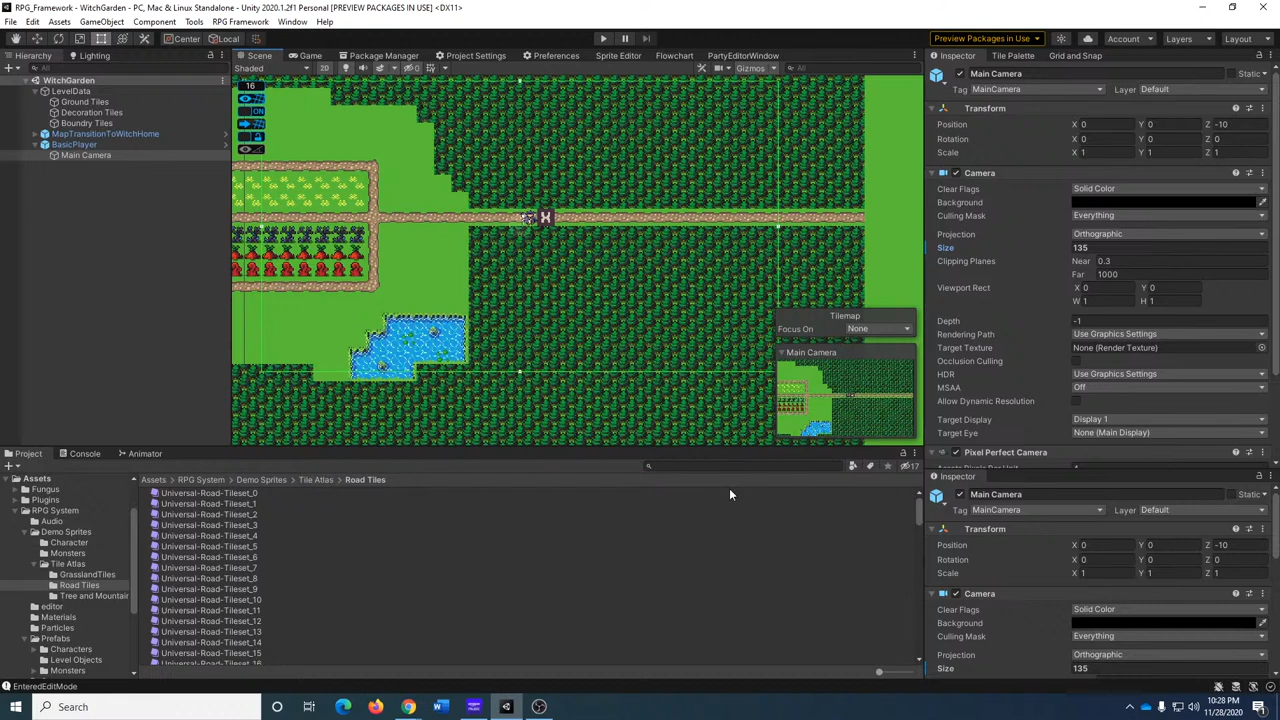 RPG_Framework - WitchGarden - PC, Mac & Linux Standalone - Unity 2020.1.2f1 Personal [PREVIEW PACKAGES IN USE] <DX11>
File Edit Assets GameObject Component Tools RPG Framework Window Help
Center Local Preview Packages in Use Account Layers Layout
Hierarchy Lighting Scene Game Package Manager Project Settings Preferences Sprite Editor Flowchart PartyEditorWindow Inspector Tile Palette Grid and Snap
All Shaded 2D 0 Gizmos All
Main Camera Static
WitchGarden
LevelData
Ground Tiles
Decoration Tiles
Boundry Tiles
MapTransitionToWitchHome
BasicPlayer
Main Camera
16
ON
Tilemap
Focus On None
Main Camera
Tag MainCamera Layer Default
Transform
Position X 0 Y 0 Z -10
Rotation X 0 Y 0 Z 0
Scale X 1 Y 1 Z 1
Camera
Clear Flags Solid Color
Background
Culling Mask Everything
Projection Orthographic
Size 135
Clipping Planes Near 0.3
Far 1000
Viewport Rect X 0 Y 0
W 1 H 1
Depth -1
Rendering Path Use Graphics Settings
Target Texture None (Render Texture)
Occlusion Culling
HDR Use Graphics Settings
MSAA Off
Allow Dynamic Resolution
Target Display Display 1
Target Eye None (Main Display)
Pixel Perfect Camera
Project Console Animator
17
Assets
Fungus
Plugins
RPG System
Audio
Demo Sprites
Character
Monsters
Tile Atlas
GrasslandTiles
Road Tiles
Tree and Mountair
editor
Materials
Particles
Prefabs
Characters
Level Objects
Monsters
Assets RPG System Demo Sprites Tile Atlas Road Tiles
Universal-Road-Tileset_0
Universal-Road-Tileset_1
Universal-Road-Tileset_2
Universal-Road-Tileset_3
Universal-Road-Tileset_4
Universal-Road-Tileset_5
Universal-Road-Tileset_6
Universal-Road-Tileset_7
Universal-Road-Tileset_8
Universal-Road-Tileset_9
Universal-Road-Tileset_10
Universal-Road-Tileset_11
Universal-Road-Tileset_12
Universal-Road-Tileset_13
Universal-Road-Tileset_14
Universal-Road-Tileset_15
Universal-Road-Tileset_16
Inspector
Main Camera Static
Tag MainCamera Layer Default
Transform
Position X 0 Y 0 Z -10
Rotation X 0 Y 0 Z 0
Scale X 1 Y 1 Z 1
Camera
Clear Flags Solid Color
Background
Culling Mask Everything
Projection Orthographic
Size 135
EnteredEditMode
Search
10:28 PM
11/28/2020